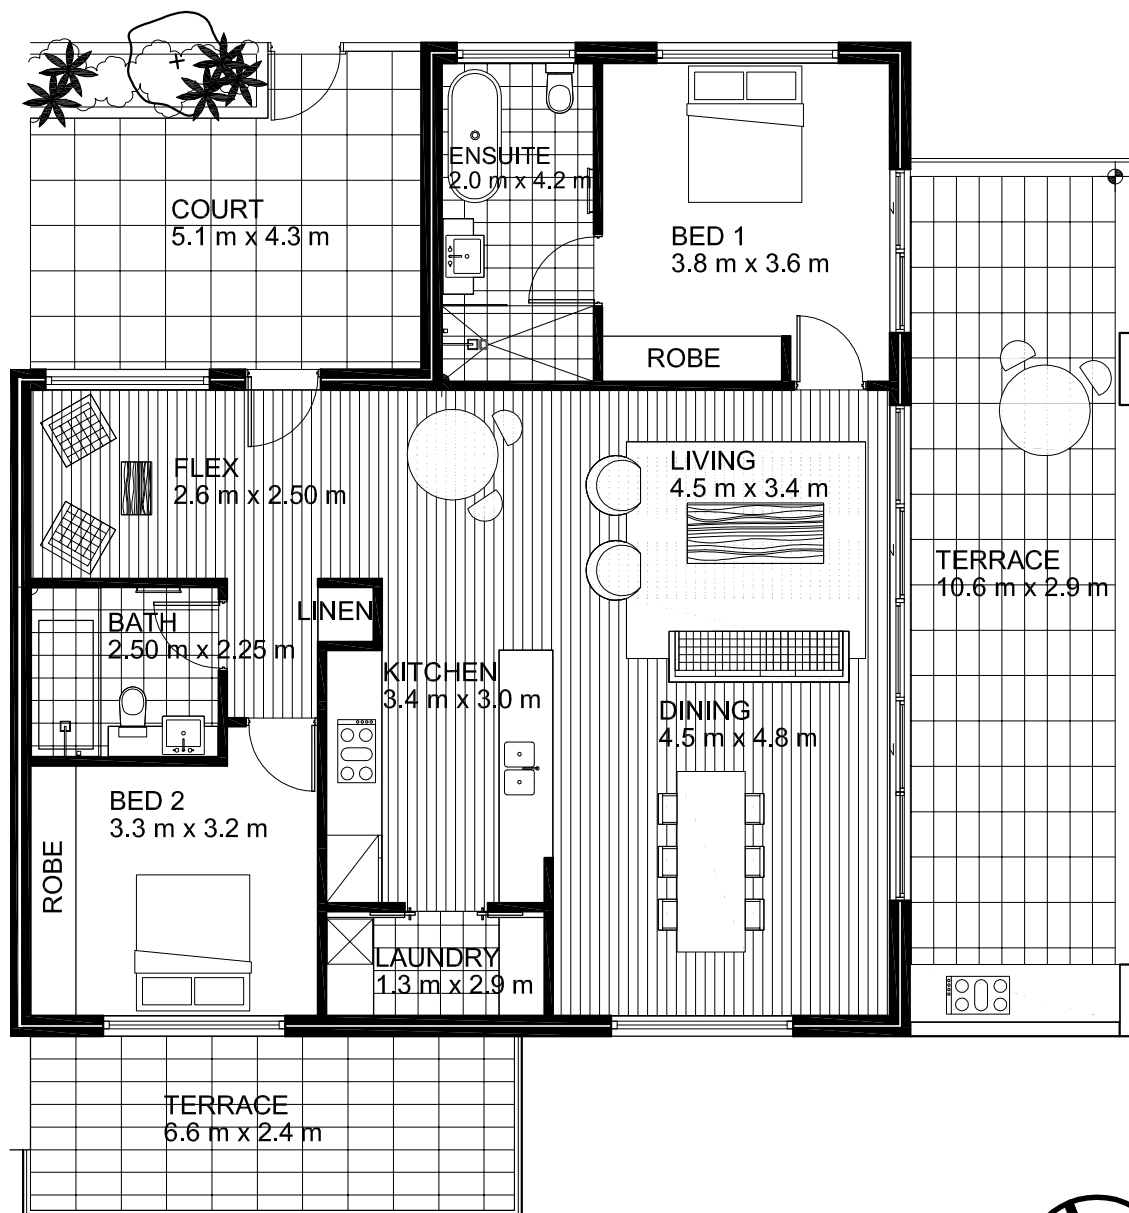 ENSUITE
2.0 m x 4.2 m
COURT
5.1 m x 4.3 m
BED 1
3.8 m x 3.6 m
ROBE
FLEX
2.6 m x 2.50 m
LIVING
4.5 m x 3.4 m
TERRACE
10.6 m x 2.9 m
LINEN
BATH
2.50 m x 2.25 m
KITCHEN
3.4 m x 3.0 m
DINING
4.5 m x 4.8 m
BED 2
3.3 m x 3.2 m
ROBE
LAUNDRY
1.3 m x 2.9 m
TERRACE
6.6 m x 2.4 m